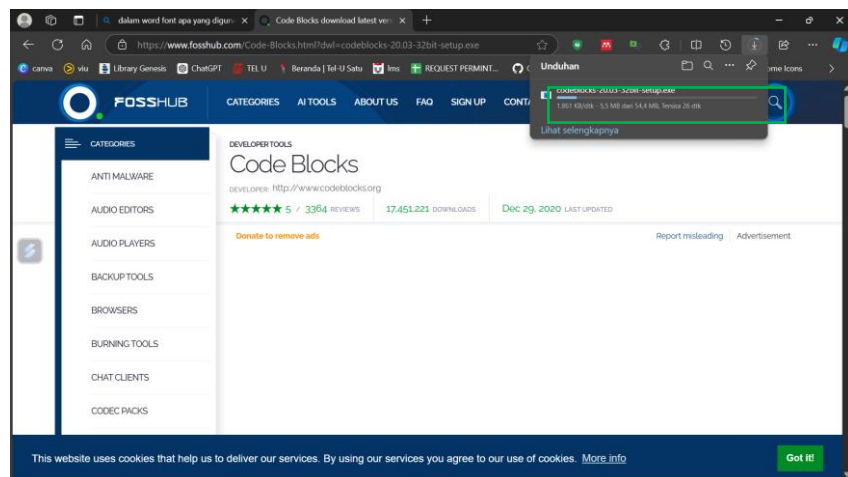 dalam word font apa yang digun
Code Blocks download latest vers
https://www.fosshub.com/Code-Blocks.html?dwl=codeblocks-20.03-32bit-setup.exe
canva viu Library Genesis ChatGPT TEL U Beranda | Tel-U Satu lms REQUEST PERMINT... ome Icons
Unduhan
codeblocks-20.03-32bit-setup.exe
1.861 KB/dtk - 5,5 MB dari 54,4 MB, Tersisa 26 dtk
Lihat selengkapnya
FOSSHUB CATEGORIES AI TOOLS ABOUT US FAQ SIGN UP CONT
CATEGORIES
ANTI MALWARE
AUDIO EDITORS
AUDIO PLAYERS
BACKUP TOOLS
BROWSERS
BURNING TOOLS
CHAT CLIENTS
CODEC PACKS
DEVELOPER TOOLS
Code Blocks
DEVELOPER: http://www.codeblocks.org
5 / 3364 REVIEWS 17,451,221 DOWNLOADS Dec 29, 2020 LAST UPDATED
Donate to remove ads Report misleading Advertisement
This website uses cookies that help us to deliver our services. By using our services you agree to our use of cookies. More info Got it!